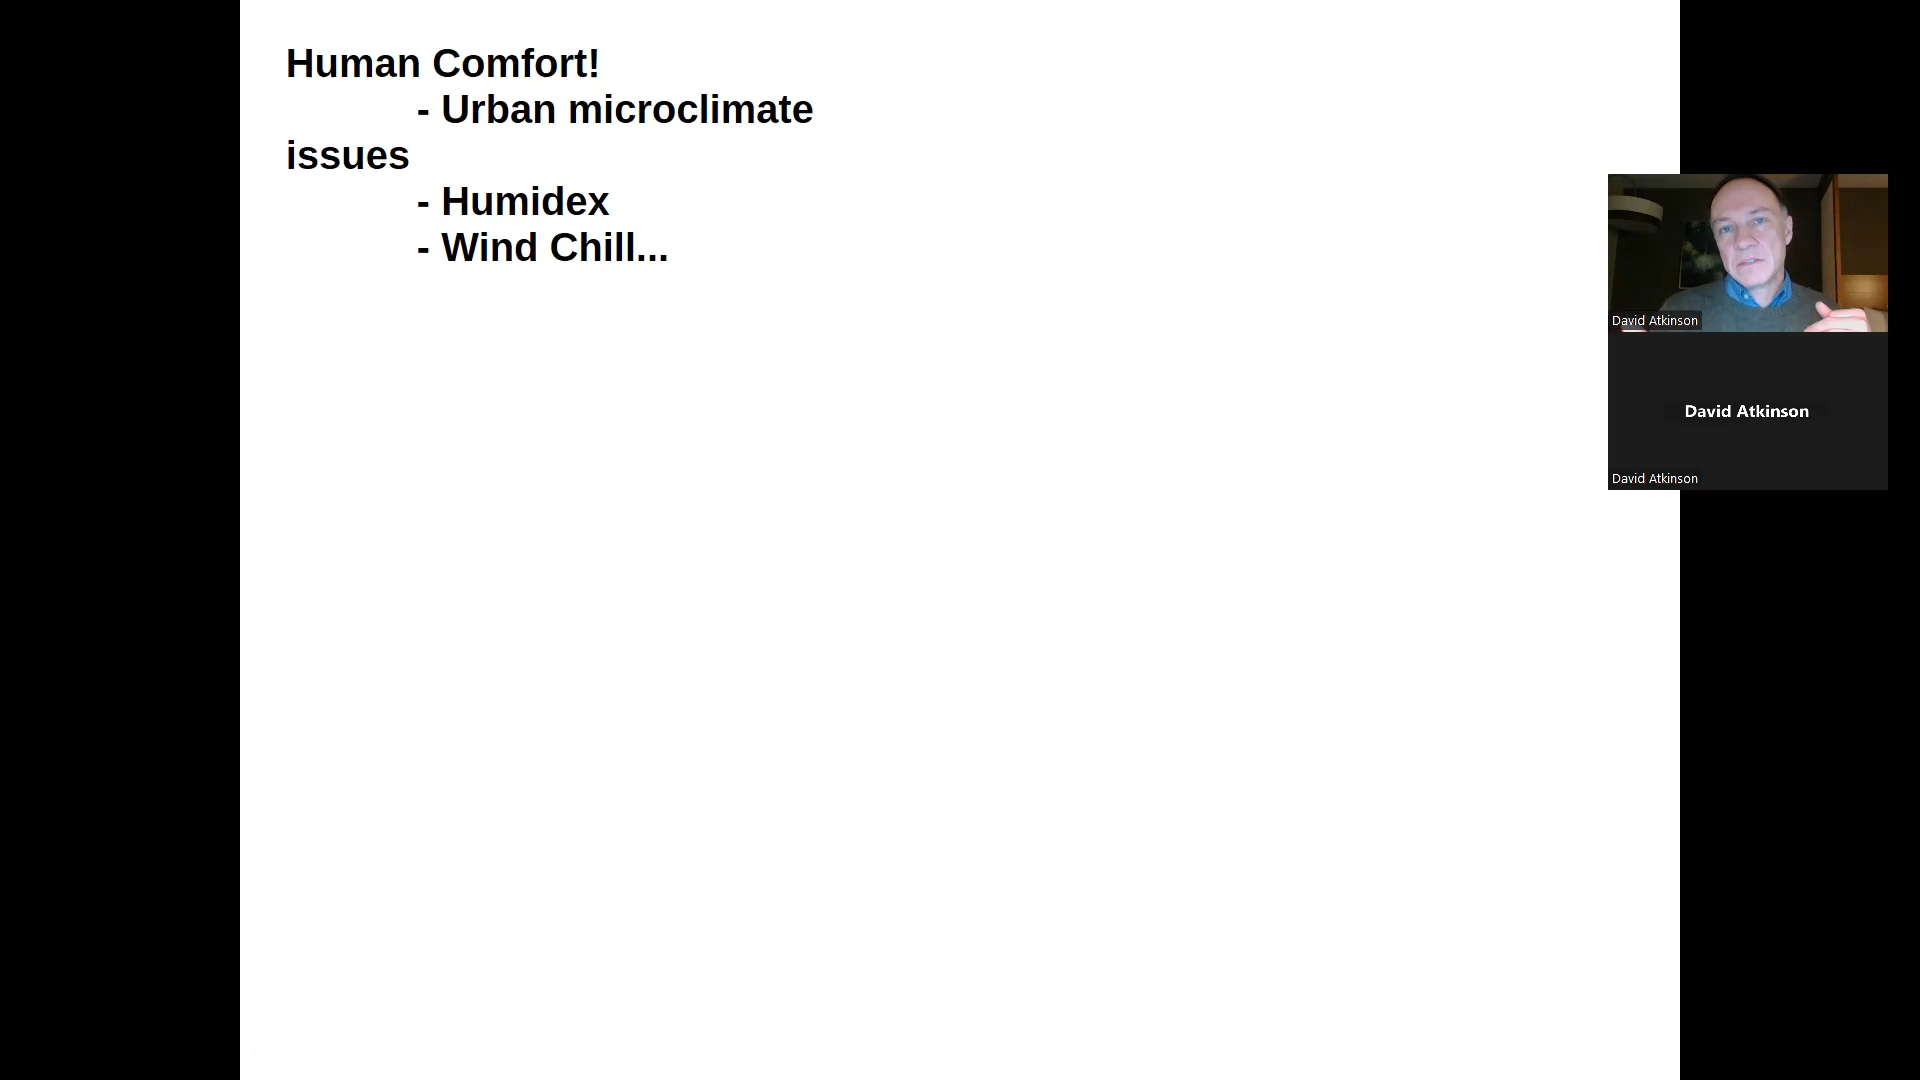 Human Comfort!
- Urban microclimate
issues
- Humidex
- Wind Chill...
David Atkinson
David Atkinson
David Atkinson